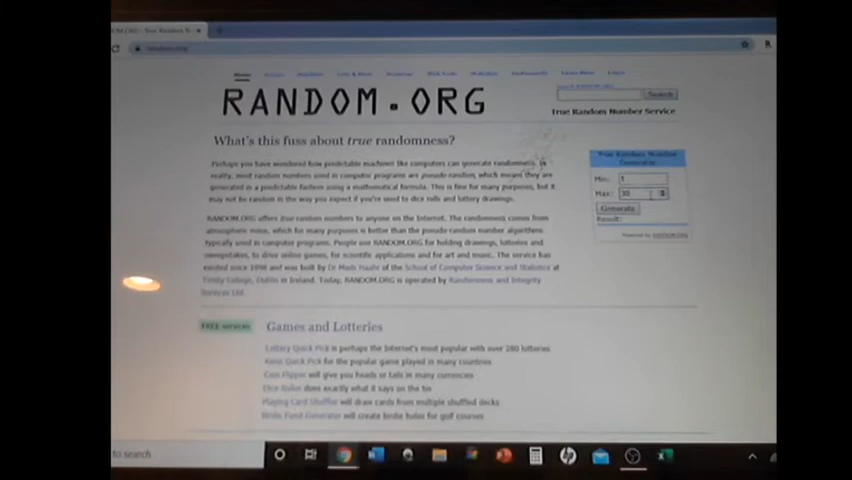 Home
RANDOM.ORG
Search
True Random Number Service
What's this fuss about true randomness?
Perhaps you have wondered how predictable machines like computers can generate randomness. In
reality, most random numbers used in computer programs are pseudo-random, which means they are
generated in a predictable fashion using a mathematical formula. This is fine for many purposes, but it
may not be random in the way you expect if you're used to dice rolls and lottery drawings.
RANDOM.ORG offers true random numbers to anyone on the Internet. The randomness comes from
atmospheric noise, which for many purposes is better than the pseudo-random number algorithms
typically used in computer programs. People use RANDOM.ORG for holding drawings, lotteries and
sweepstakes, to drive online games, for scientific applications and for art and music. The service has
existed since 1998 and was built by Dr Mads Haahr of the School of Computer Science and Statistics at
Trinity College, Dublin in Ireland. Today, RANDOM.ORG is operated by Randomness and Integrity
Services Ltd.
True Random Number
Generator
Min: 1
Max: 30
Generate
Result:
Powered by RANDOM.ORG
FREE services
Games and Lotteries
Lottery Quick Pick is perhaps the Internet's most popular with over 280 lotteries
Keno Quick Pick for the popular game played in many countries
Coin Flipper will give you heads or tails in many currencies
Dice Roller does exactly what it says on the tin
Playing Card Shuffler will draw cards from multiple shuffled decks
Birdie Fund Generator will create birdie holes for golf courses
to search